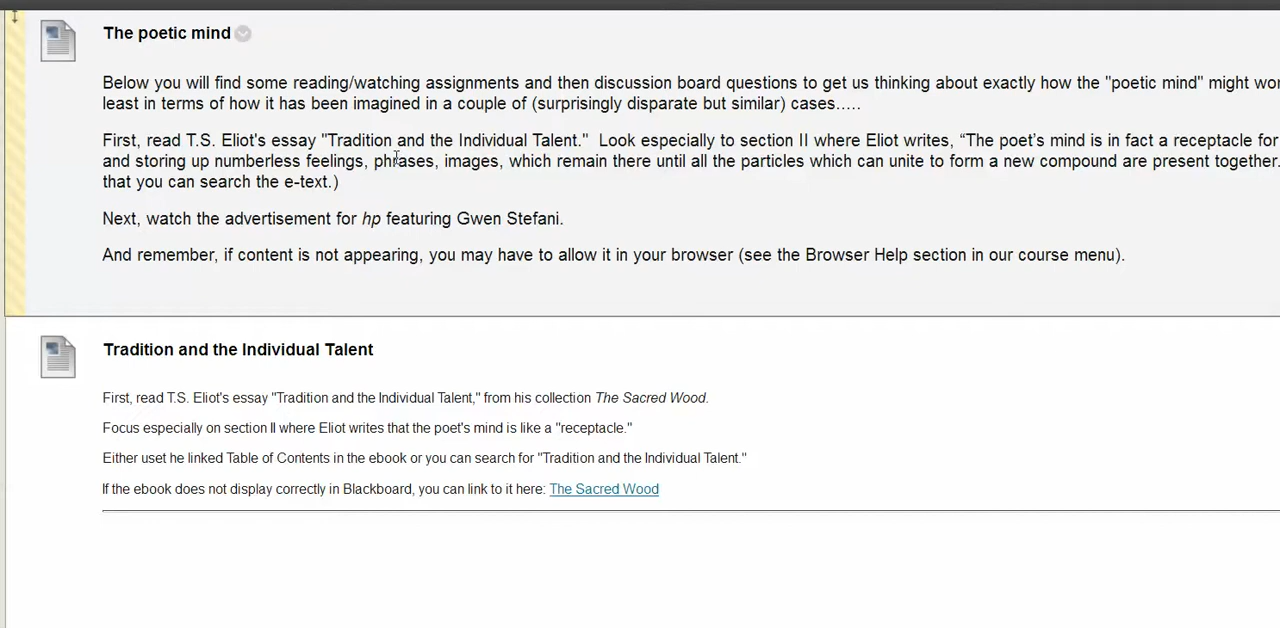 The poetic mind
Below you will find some reading/watching assignments and then discussion board questions to get us thinking about exactly how the "poetic mind" might
least in terms of how it has been imagined in a couple of (surprisingly disparate but similar) cases.....
First, read T.S. Eliot's essay "Tradition and the Individual Talent."  Look especially to section II where Eliot writes, “The poet’s mind is in fact a receptacle for
and storing up numberless feelings, phrases, images, which remain there until all the particles which can unite to form a new compound are present together.
that you can search the e-text.)
Next, watch the advertisement for hp featuring Gwen Stefani.
And remember, if content is not appearing, you may have to allow it in your browser (see the Browser Help section in our course menu).
Tradition and the Individual Talent
First, read T.S. Eliot's essay "Tradition and the Individual Talent," from his collection The Sacred Wood.
Focus especially on section II where Eliot writes that the poet's mind is like a "receptacle."
Either uset he linked Table of Contents in the ebook or you can search for "Tradition and the Individual Talent."
If the ebook does not display correctly in Blackboard, you can link to it here: The Sacred Wood